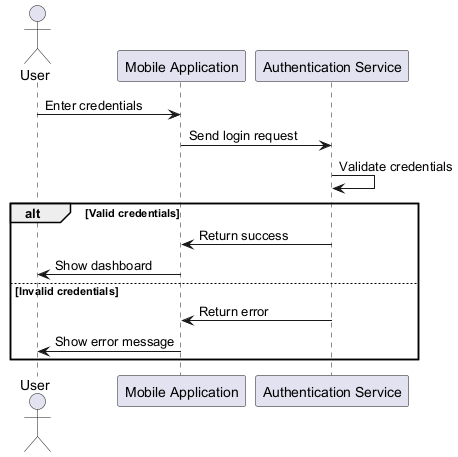 User
Mobile Application
Authentication Service
Enter credentials
Send login request
Validate credentials
alt
[Valid credentials]
Return success
Show dashboard
[Invalid credentials]
Return error
Show error message
User
Mobile Application
Authentication Service